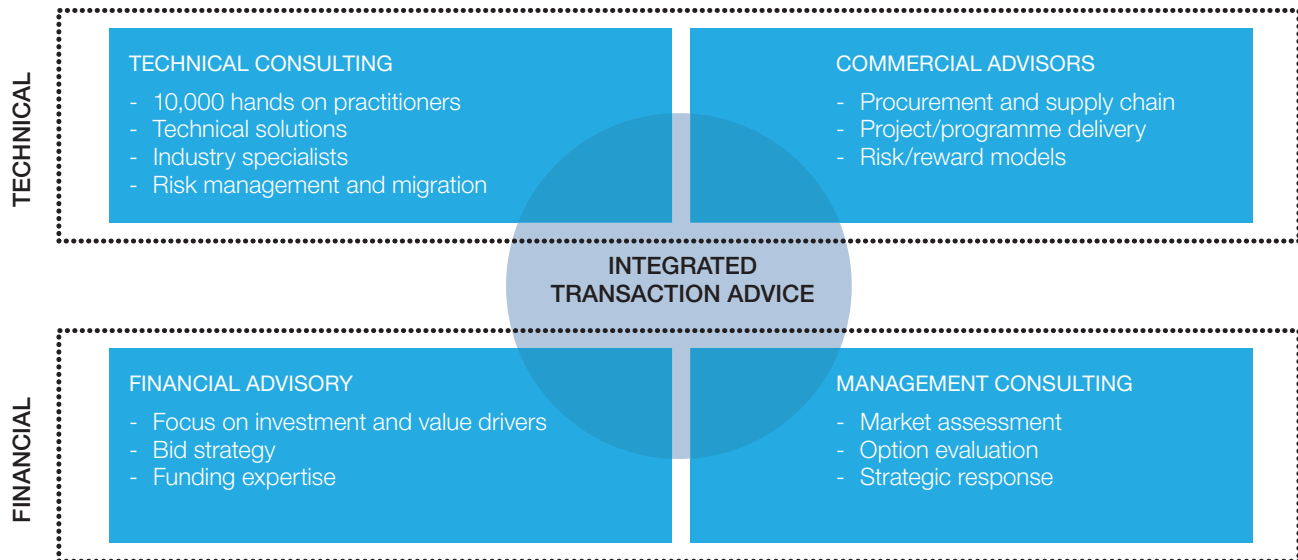 TECHNICAL
TECHNICAL CONSULTING
- 10,000 hands on practitioners
- Technical solutions
- Industry specialists
- Risk management and migration
COMMERCIAL ADVISORS
- Procurement and supply chain
- Project/programme delivery
- Risk/reward models
INTEGRATED
TRANSACTION ADVICE
FINANCIAL
FINANCIAL ADVISORY
- Focus on investment and value drivers
- Bid strategy
- Funding expertise
MANAGEMENT CONSULTING
- Market assessment
- Option evaluation
- Strategic response